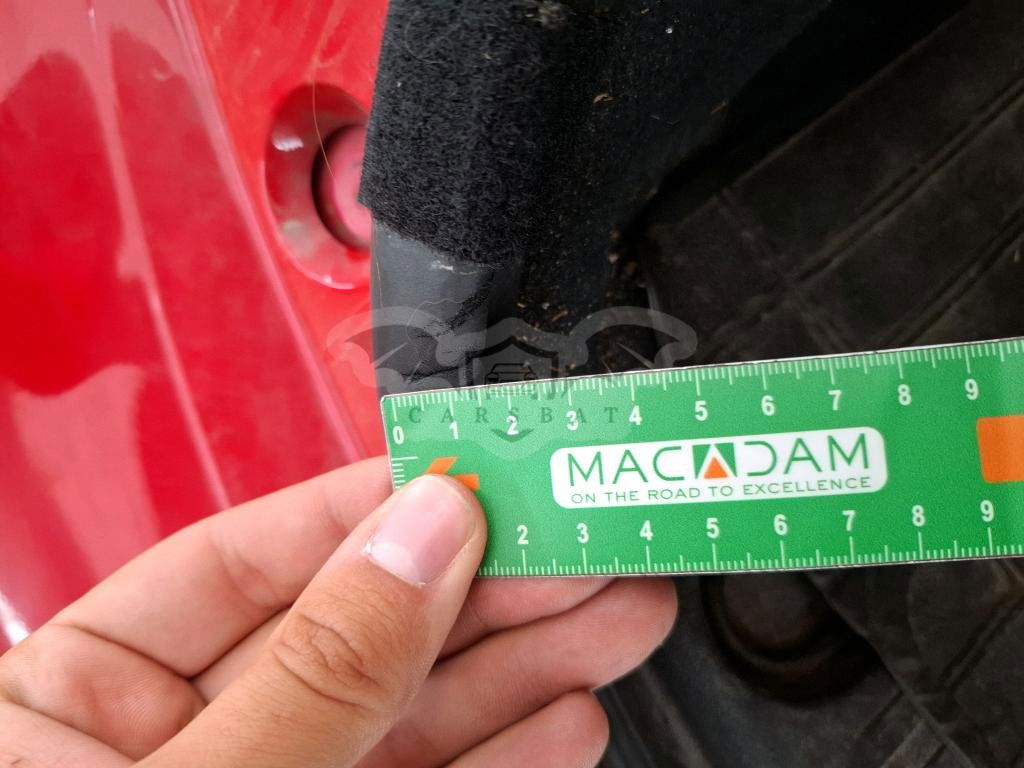 CARSBAT
0 1 2 3 4 5 6 7 8 9
MACADAM
ON THE ROAD TO EXCELLENCE
2 3 4 5 6 7 8 9